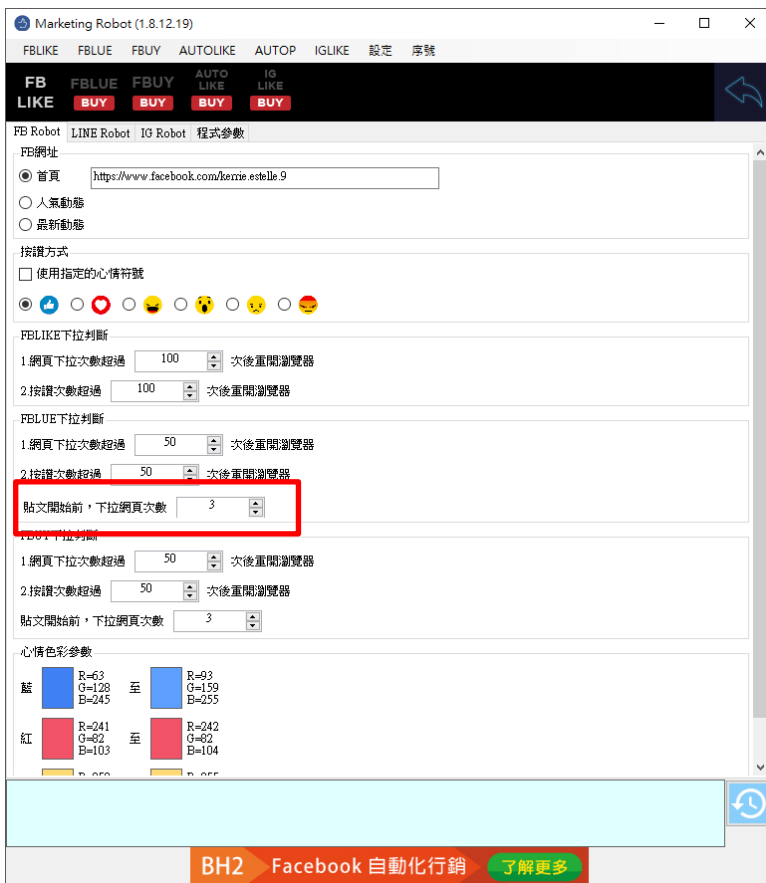 Marketing Robot (1.8.12.19)
FBLIKE FBLUE FBUY AUTOLIKE AUTOP IGLIKE 設定 序號
FB LIKE
FBLUE BUY
FBUY BUY
AUTO LIKE BUY
IG LIKE BUY
FB Robot LINE Robot IG Robot 程式參數
FB網址
首頁 https://www.facebook.com/kerrie.estelle.9
人氣動態
最新動態
按讚方式
使用指定的心情符號
FBLIKE下拉判斷
1.網頁下拉次數超過 100 次後重開瀏覽器
2.按讚次數超過 100 次後重開瀏覽器
FBLUE下拉判斷
1.網頁下拉次數超過 50 次後重開瀏覽器
2.按讚次數超過 50 次後重開瀏覽器
貼文開始前，下拉網頁次數 3
FBUY下拉判斷
1.網頁下拉次數超過 50 次後重開瀏覽器
2.按讚次數超過 50 次後重開瀏覽器
貼文開始前，下拉網頁次數 3
心情色彩參數
藍 R=63 G=128 B=245 至 R=93 G=159 B=255
紅 R=241 G=82 B=103 至 R=242 G=82 B=104
BH2 Facebook 自動化行銷 了解更多